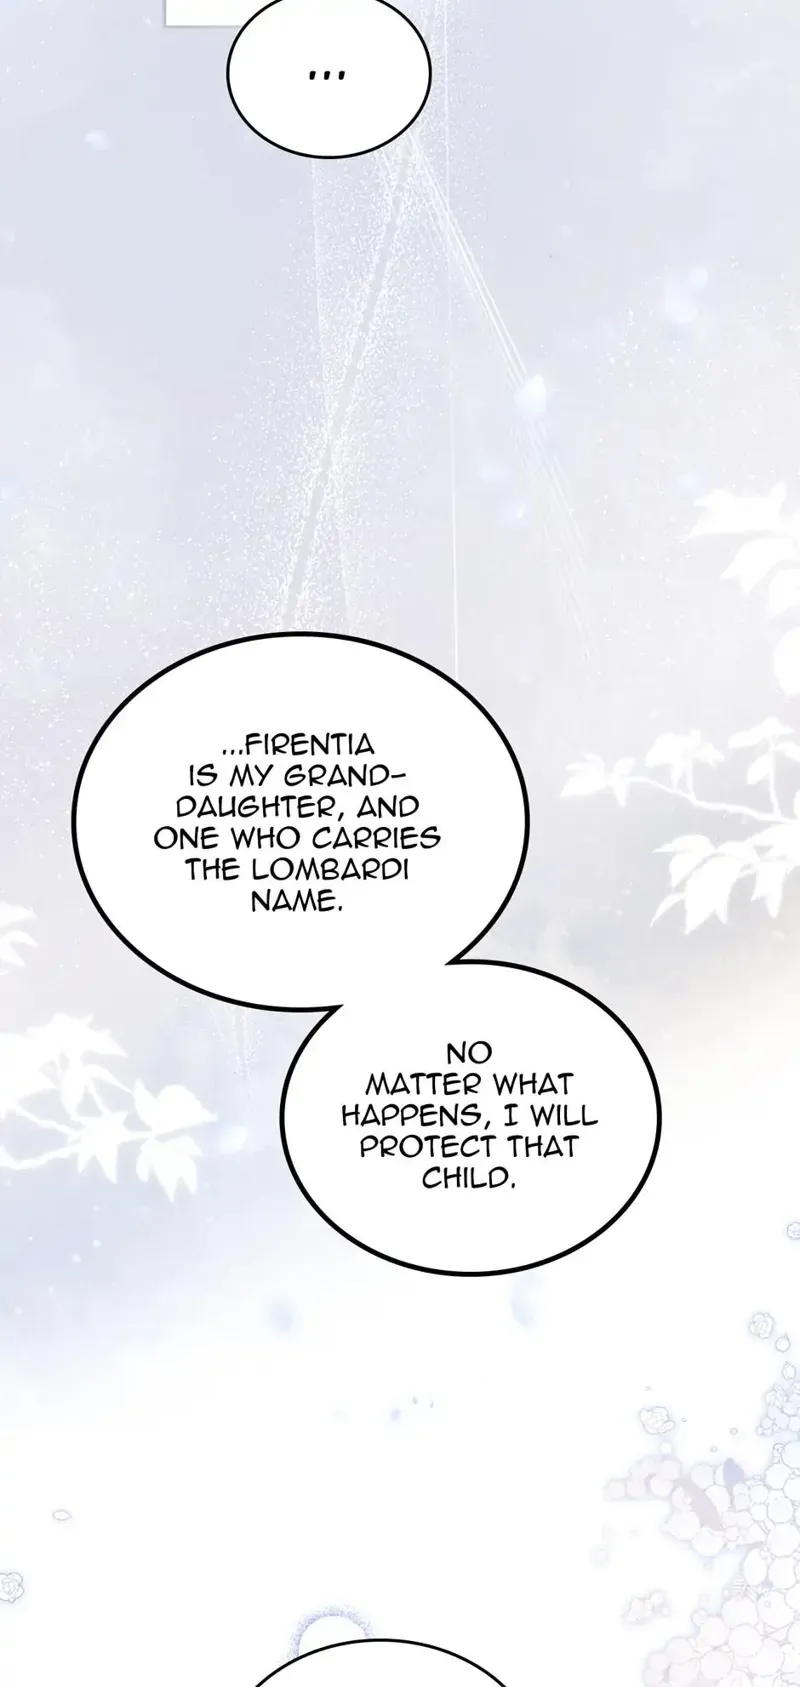 ...
...FIRENTIA
IS MY GRAND-
DAUGHTER, AND
ONE WHO CARRIES
THE LOMBARDI
NAME.
NO
MATTER WHAT
HAPPENS, I WILL
PROTECT THAT
CHILD.